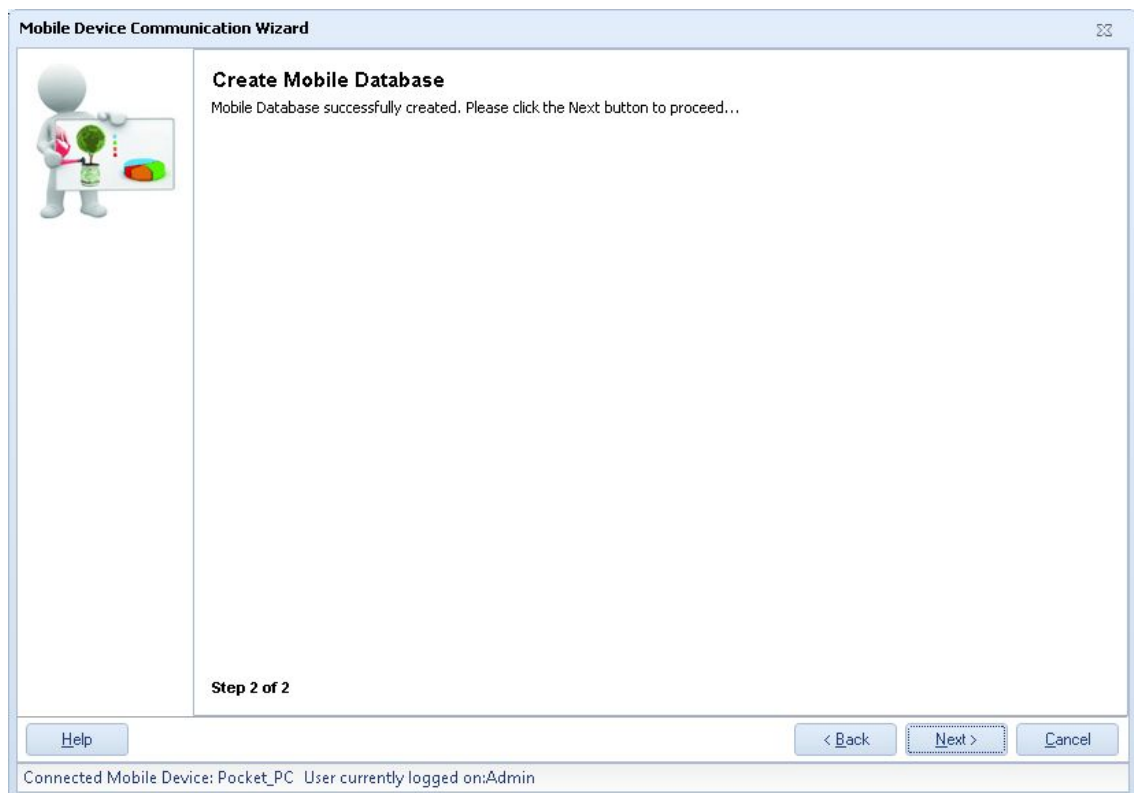 Mobile Device Communication Wizard
Create Mobile Database
Mobile Database successfully created. Please click the Next button to proceed...
Step 2 of 2
Help
< Back
Next >
Cancel
Connected Mobile Device: Pocket_PC User currently logged on:Admin